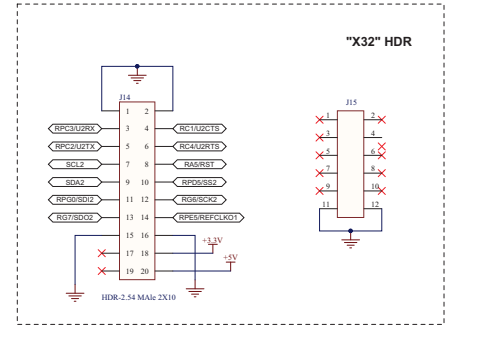 "X32" HDR
J14
1 2
RPC3/U2RX 3 4 RC1/U2CTS
RPC2/U2TX 5 6 RC4/U2RTS
SCL2 7 8 RA5/RST
SDA2 9 10 RPD5/SS2
RPG0/SDI2 11 12 RG6/SCK2
RG7/SDO2 13 14 RPE5/REFCLKO1
15 16
17 18 +3.3V
19 20 +5V
HDR-2.54 MAle 2X10
J15
1 2
3 4
5 6
7 8
9 10
11 12